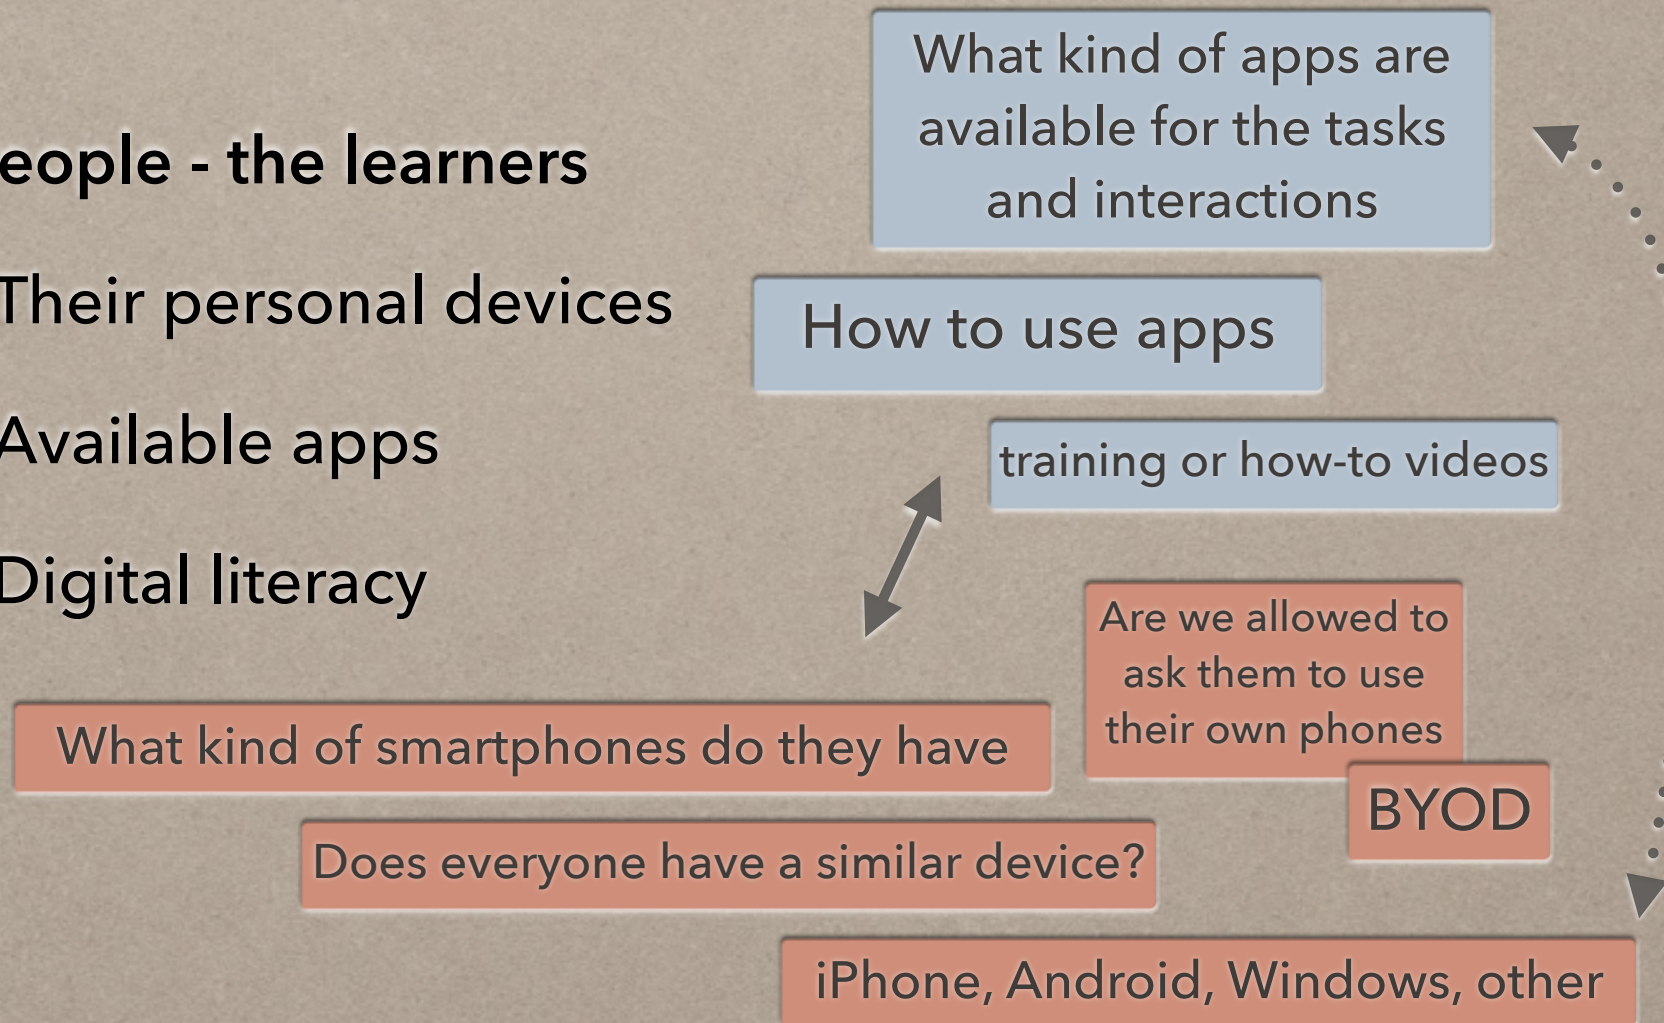 eople - the learners
Their personal devices
Available apps
Digital literacy
What kind of apps are
available for the tasks
and interactions
How to use apps
training or how-to videos
Are we allowed to
ask them to use
their own phones
BYOD
What kind of smartphones do they have
Does everyone have a similar device?
iPhone, Android, Windows, other